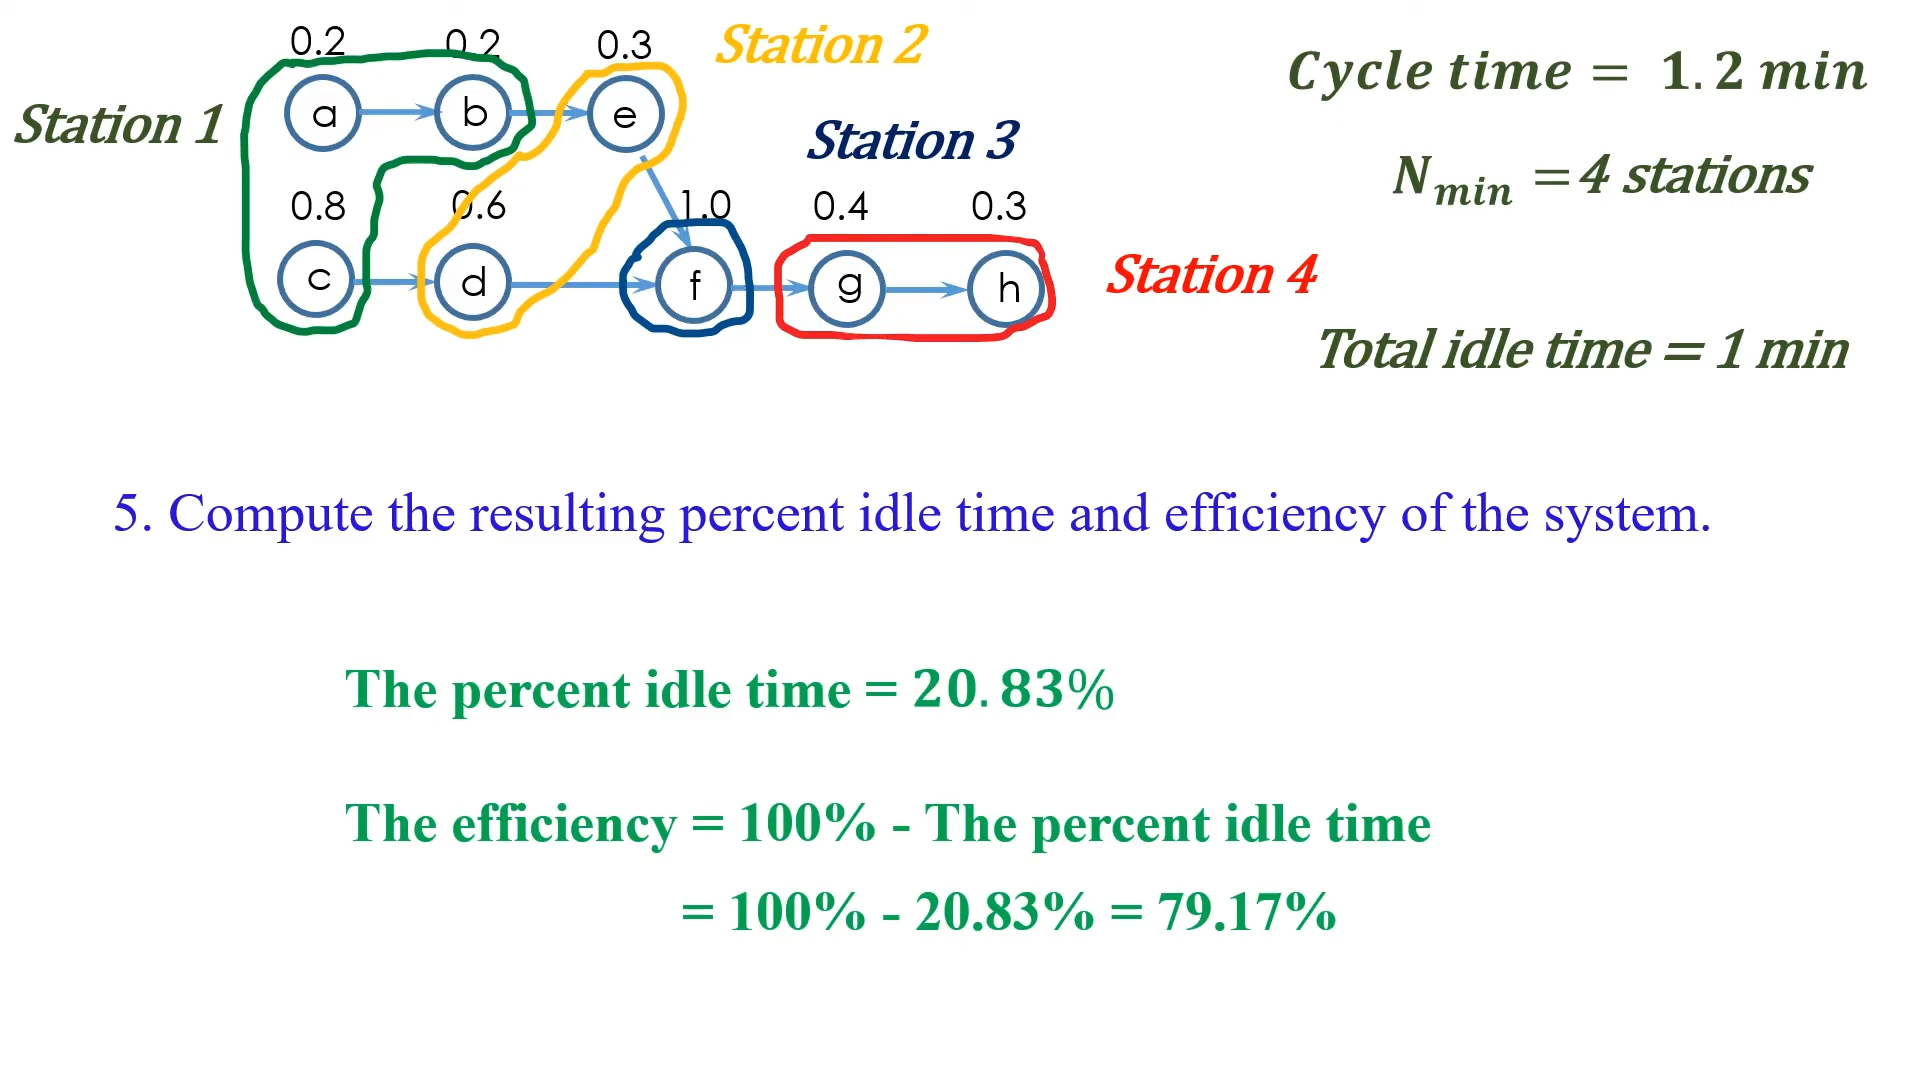 0.2 0.2 0.3 Station 2
Cycle time = 1.2 min
Station 1 a b e
Station 3
N min = 4 stations
0.8 0.6 1.0 0.4 0.3
c d f g h
Station 4
Total idle time = 1 min
5. Compute the resulting percent idle time and efficiency of the system.
The percent idle time = 20.83%
The efficiency = 100% - The percent idle time
= 100% - 20.83% = 79.17%